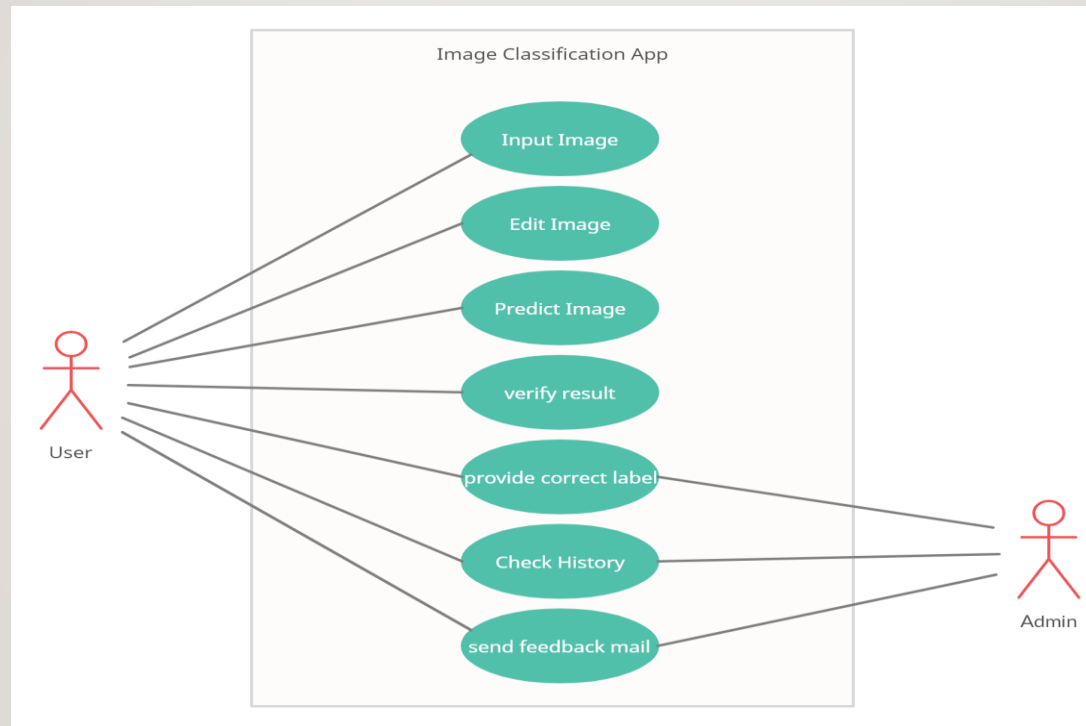 Image Classification App
Input Image
Edit Image
Predict Image
verify result
User
provide correct label
Check History
Admin
send feedback mail